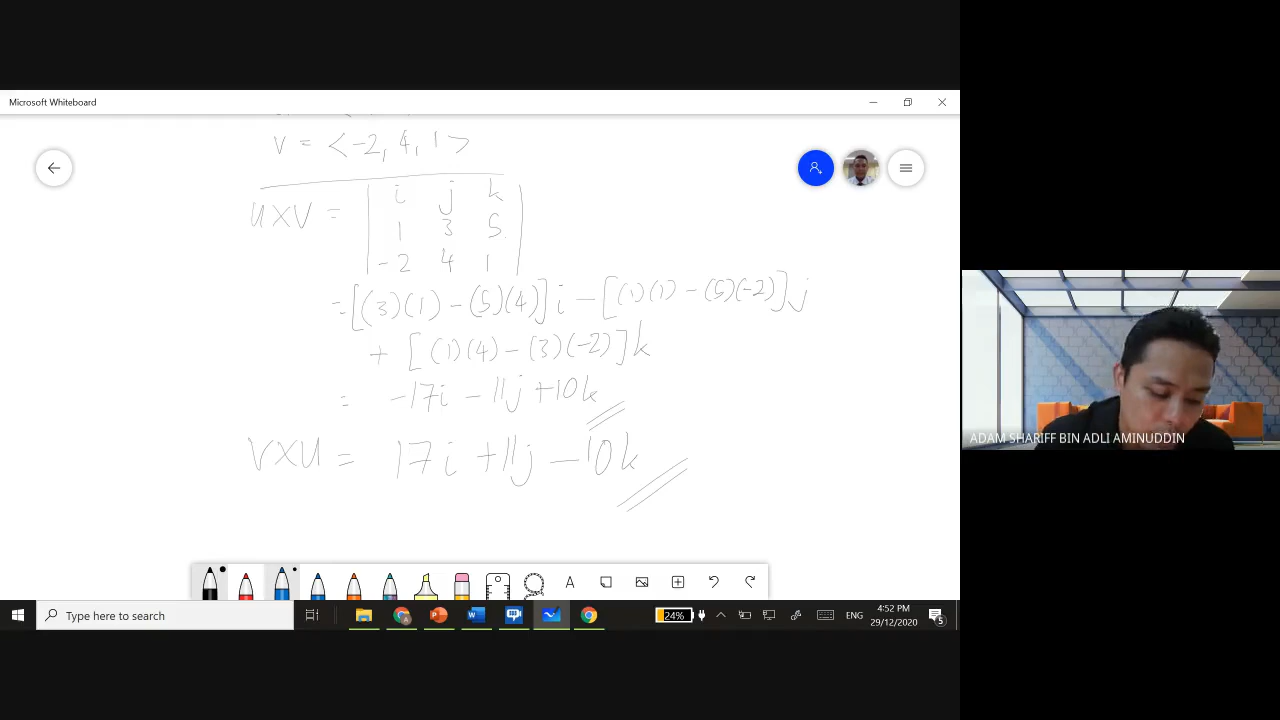 Microsoft Whiteboard
v = < -2, 4, 1 >
u x v = | i j k
1 3 5
-2 4 1 |
= [(3)(1) - (5)(4)] i - [(1)(1) - (5)(-2)] j
+ [(1)(4) - (3)(-2)] k
= -17i - 11j + 10k
v x u = 17i + 11j - 10k
ADAM SHARIFF BIN ADLI AMINUDDIN
A
Type here to search
24%
ENG
4:52 PM
29/12/2020
5